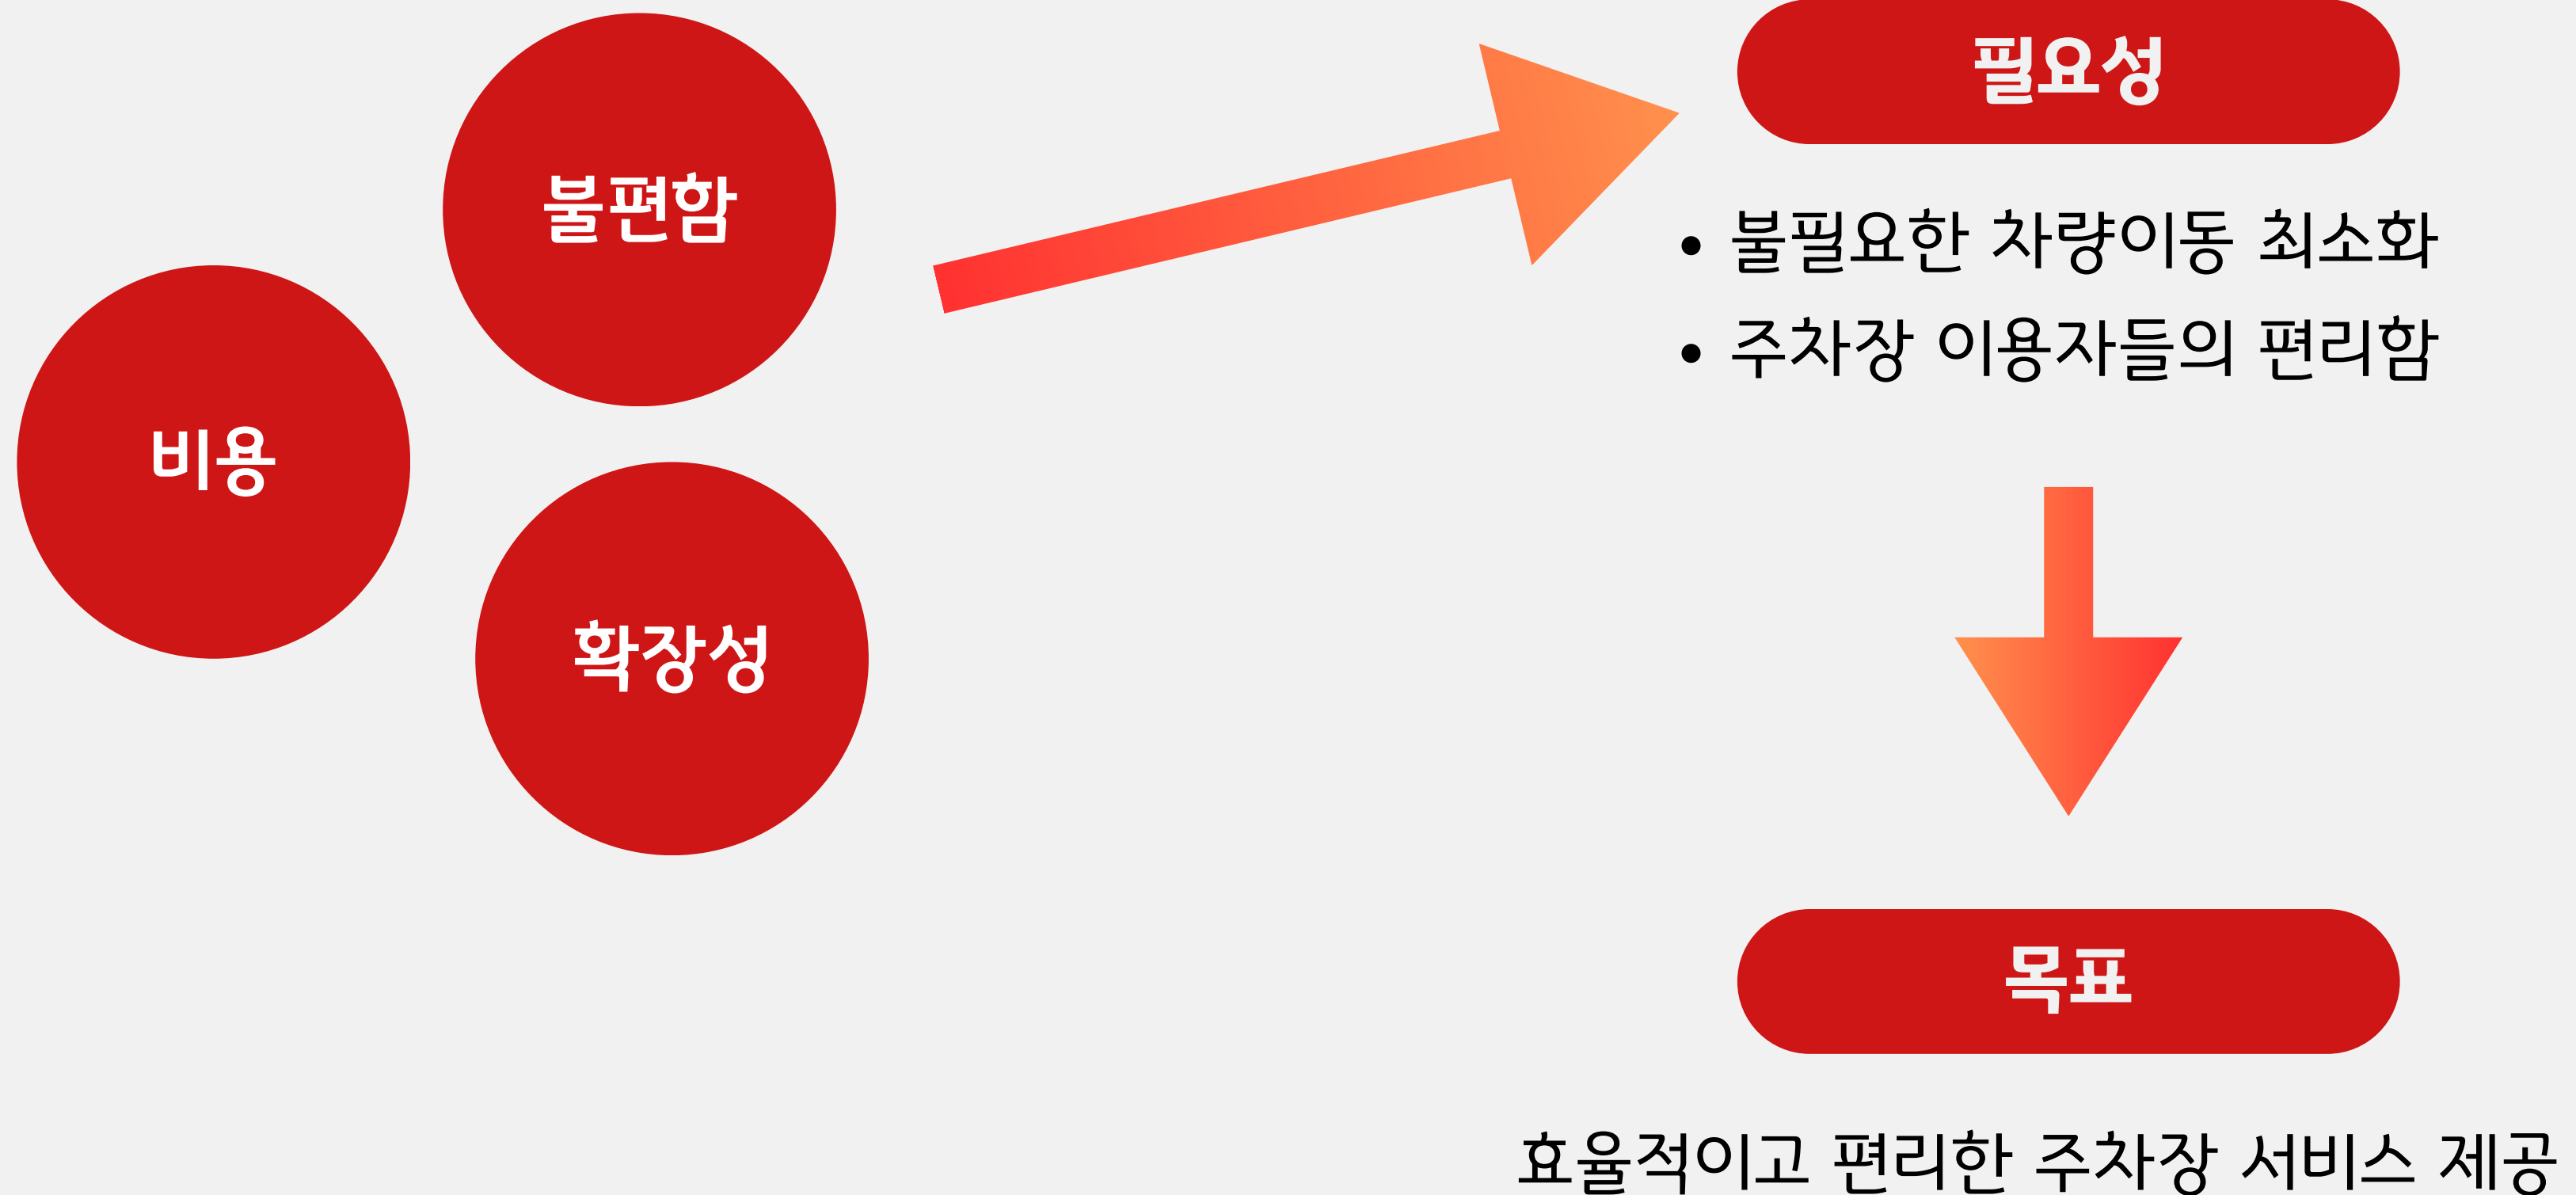 불편함
비용
확장성
필요성
• 불필요한 차량이동 최소화
• 주차장 이용자들의 편리함
목표
효율적이고 편리한 주차장 서비스 제공